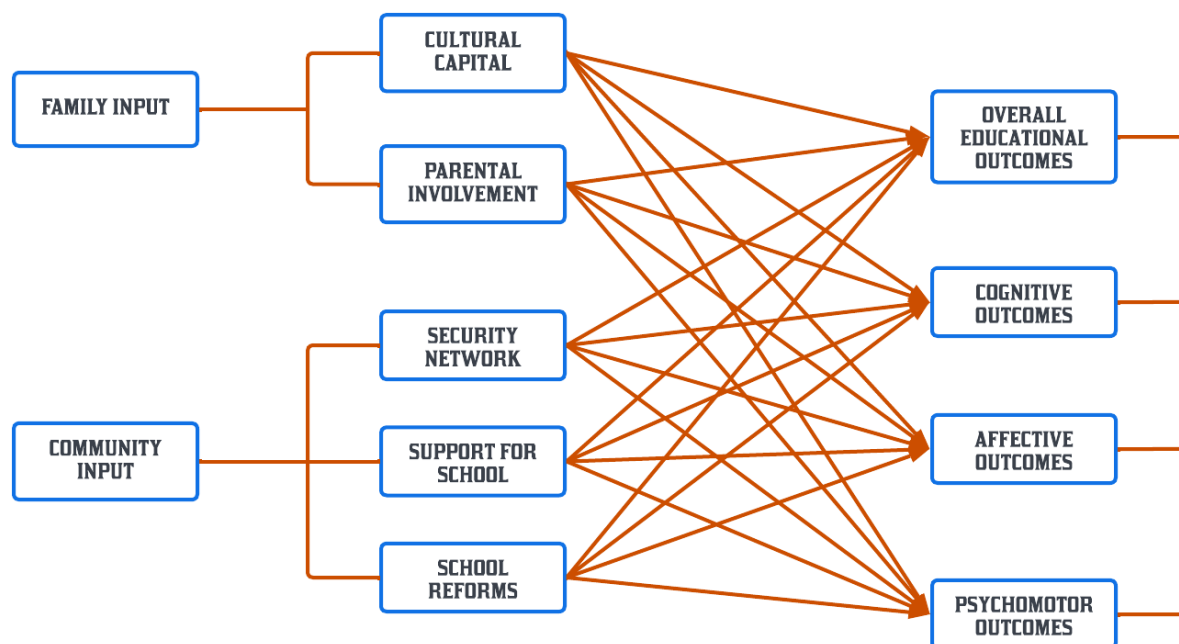 CULTURAL
CAPITAL
FAMILY INPUT
OVERALL
EDUCATIONAL
OUTCOMES
PARENTAL
INVOLVEMENT
COGNITIVE
OUTCOMES
SECURITY
NETWORK
COMMUNITY
INPUT
SUPPORT FOR
SCHOOL
AFFECTIVE
OUTCOMES
SCHOOL
REFORMS
PSYCHOMOTOR
OUTCOMES